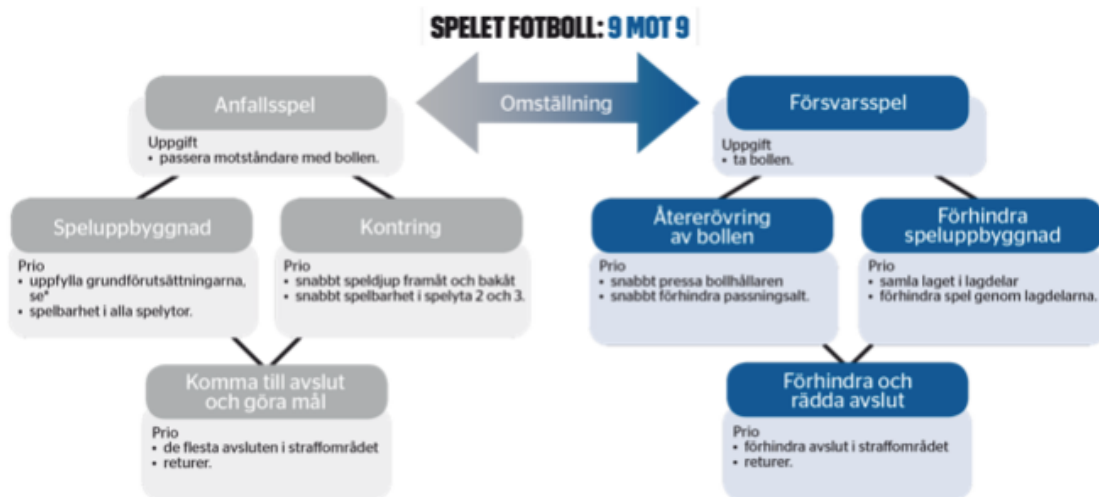 SPELET FOTBOLL: 9 MOT 9
Omställning
Anfallsspel
Uppgift
• passera motståndare med bollen.
Speluppbyggnad
Prio
• uppfylla grundförutsättningarna,
se*
• spelbarhet i alla spelytor.
Kontring
Prio
• snabbt speldjup framåt och bakåt
• snabbt spelbarhet i spelyta 2 och 3.
Komma till avslut
och göra mål
Prio
• de flesta avsluten i straffområdet
• returer.
Försvarsspel
Uppgift
• ta bollen.
Återerövring
av bollen
Prio
• snabbt pressa bollhållaren
• snabbt förhindra passningsalt.
Förhindra
speluppbyggnad
Prio
• samla laget i lagdelar
• förhindra spel genom lagdelarna.
Förhindra och
rädda avslut
Prio
• förhindra avslut i straffområdet
• returer.